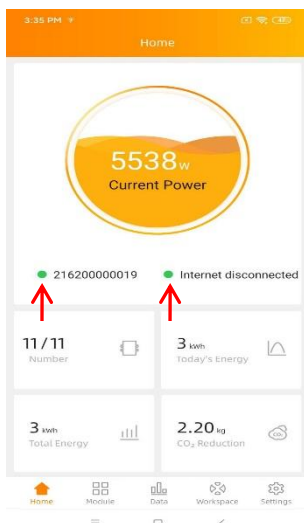 3:35 PM
Home
5538W
Current Power
216200000019
Internet disconnected
11/11
Number
3 kWh
Today's Energy
3 kWh
Total Energy
2.20 kg
CO₂ Reduction
Home Module Data Workspace Settings